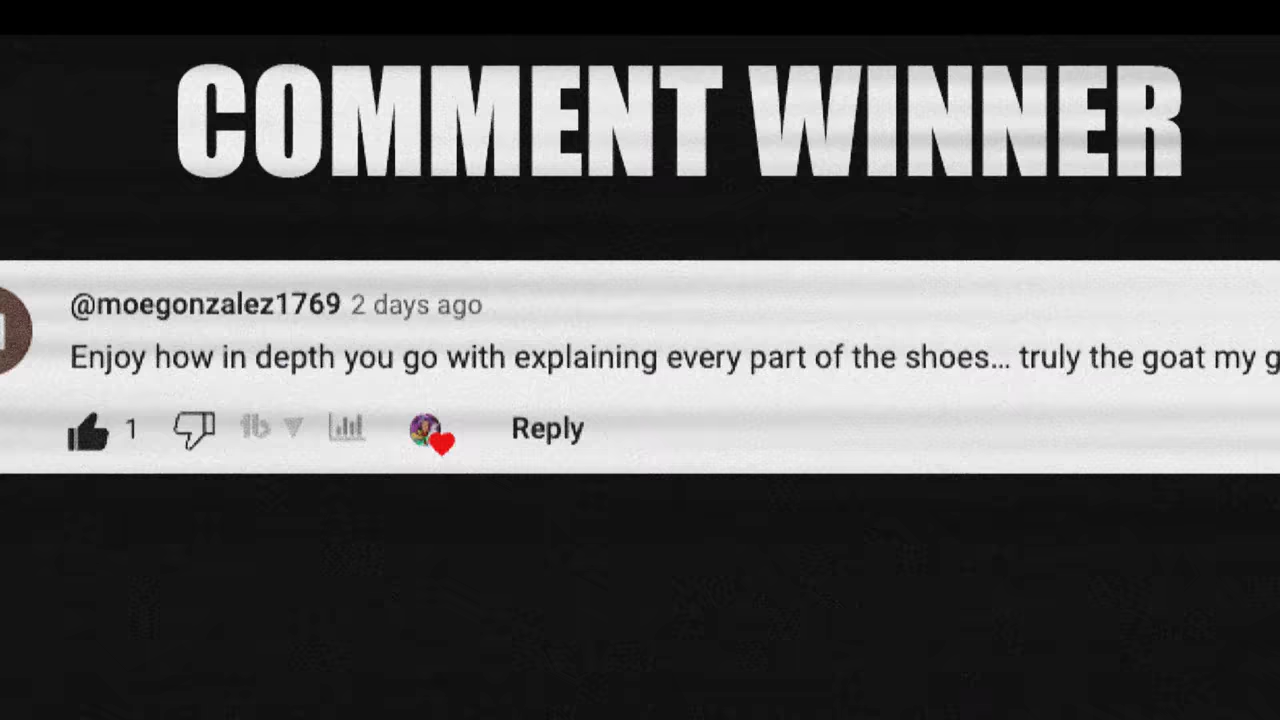 COMMENT WINNER
@moegonzalez1769 2 days ago
Enjoy how in depth you go with explaining every part of the shoes... truly the goat my g
1 tb
Reply